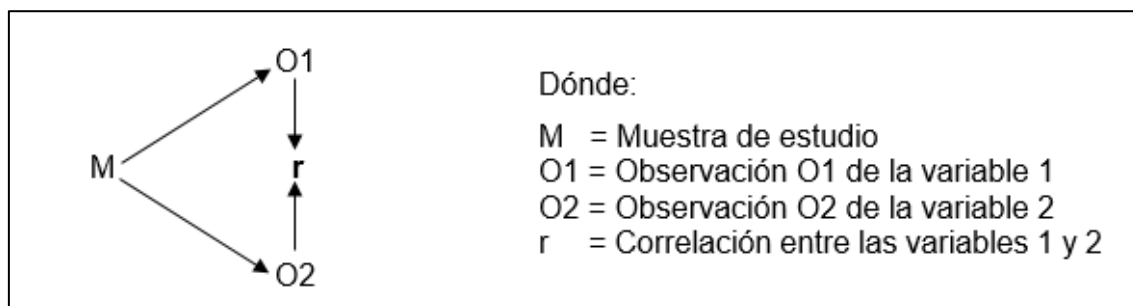 O1
Dónde:
M = Muestra de estudio
M
r
O1 = Observación O1 de la variable 1
O2 = Observación O2 de la variable 2
r = Correlación entre las variables 1 y 2
O2